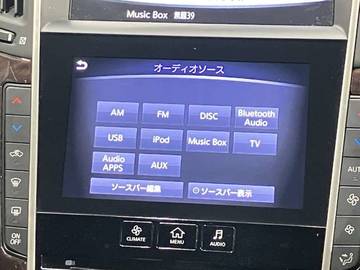 Music Box 無題39
オーディオソース
AM FM DISC Bluetooth Audio
USB iPod Music Box TV
Audio APPS AUX
ソースバー編集 ソースバー表示
CLIMATE MENU AUDIO
AUTO
ON OFF